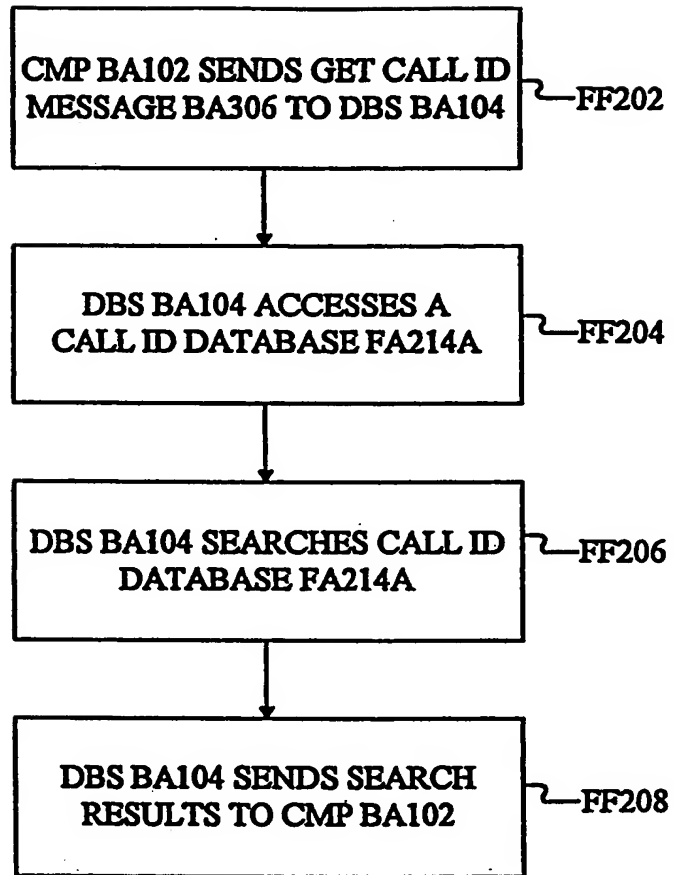 CMP BA102 SENDS GET CALL ID
MESSAGE BA306 TO DBS BA104
FF202
DBS BA104 ACCESSES A
CALL ID DATABASE FA214A
FF204
DBS BA104 SEARCHES CALL ID
DATABASE FA214A
FF206
DBS BA104 SENDS SEARCH
RESULTS TO CMP BA102
FF208